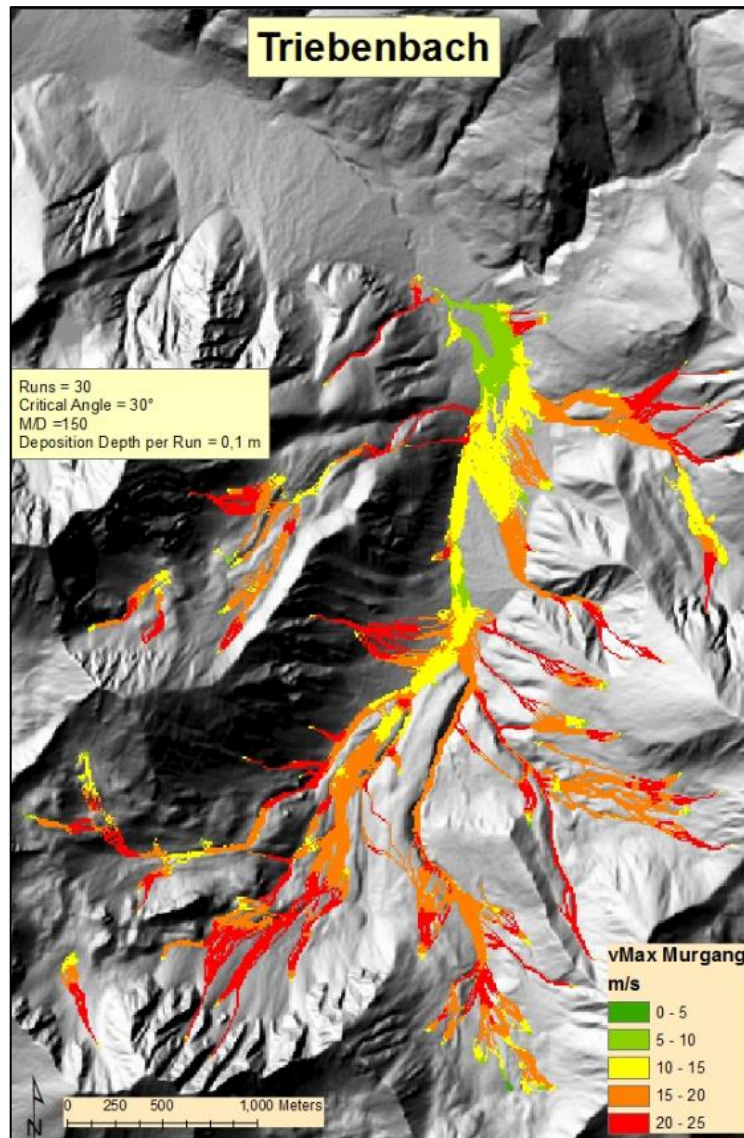 Triebenbach
Runs = 30
Critical Angle = 30°
M/D =150
Deposition Depth per Run = 0,1 m
vMax Murgang
m/s
0 - 5
5 - 10
10 - 15
15 - 20
20 - 25
N
0 250 500 1,000 Meters